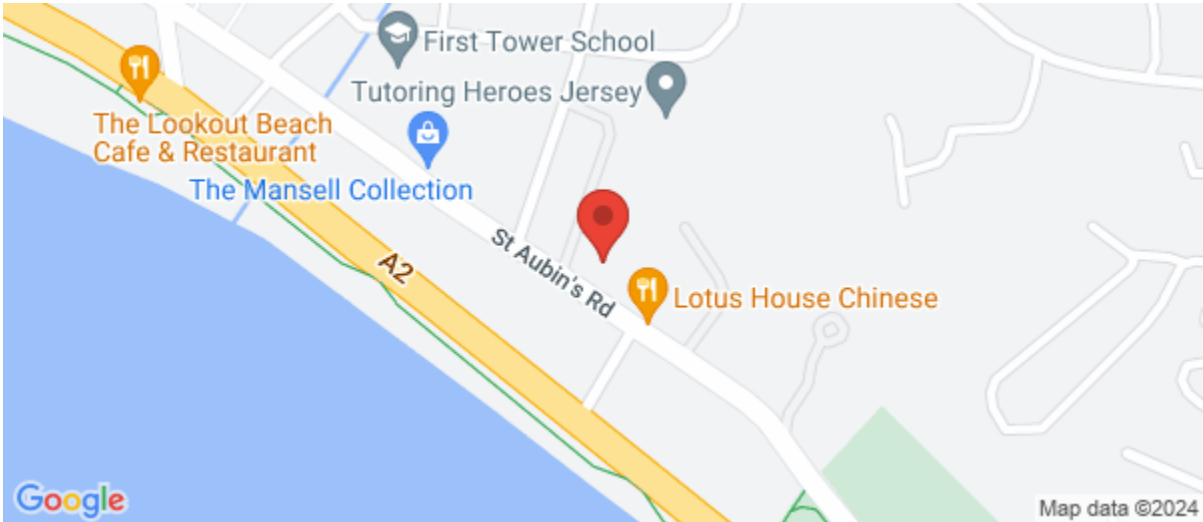 First Tower School
Tutoring Heroes Jersey
The Lookout Beach
Cafe & Restaurant
The Mansell Collection
St Aubin's Rd
A2
Lotus House Chinese
Google
Map data ©2024